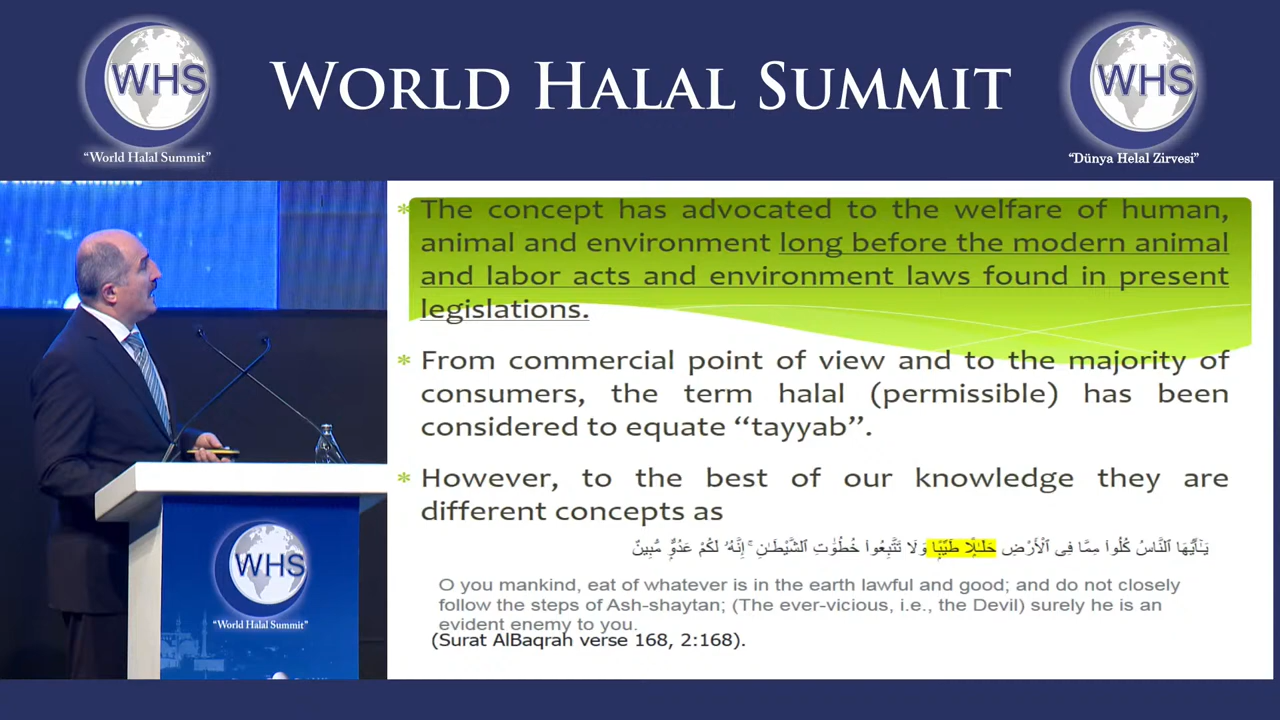 WORLD HALAL SUMMIT
WHS
"World Halal Summit"
WHS
"Dünya Helal Zirvesi"
* The concept has advocated to the welfare of human,
animal and environment long before the modern animal
and labor acts and environment laws found in present
legislations.
* From commercial point of view and to the majority of
consumers, the term halal (permissible) has been
considered to equate “tayyab”.
* However, to the best of our knowledge they are
different concepts as
يَـٰٓأَيُّهَا ٱلنَّاسُ كُلُوا۟ مِمَّا فِى ٱلْأَرْضِ حَلَـٰلًا طَيِّبًا وَلَا تَتَّبِعُوا۟ خُطُوَٰتِ ٱلشَّيْطَـٰنِ ۚ إِنَّهُۥ لَكُمْ عَدُوٌّ مُّبِينٌ
O you mankind, eat of whatever is in the earth lawful and good; and do not closely
follow the steps of Ash-shaytan; (The ever-vicious, i.e., the Devil) surely he is an
evident enemy to you.
(Surat AlBaqrah verse 168, 2:168).
WHS
"World Halal Summit"